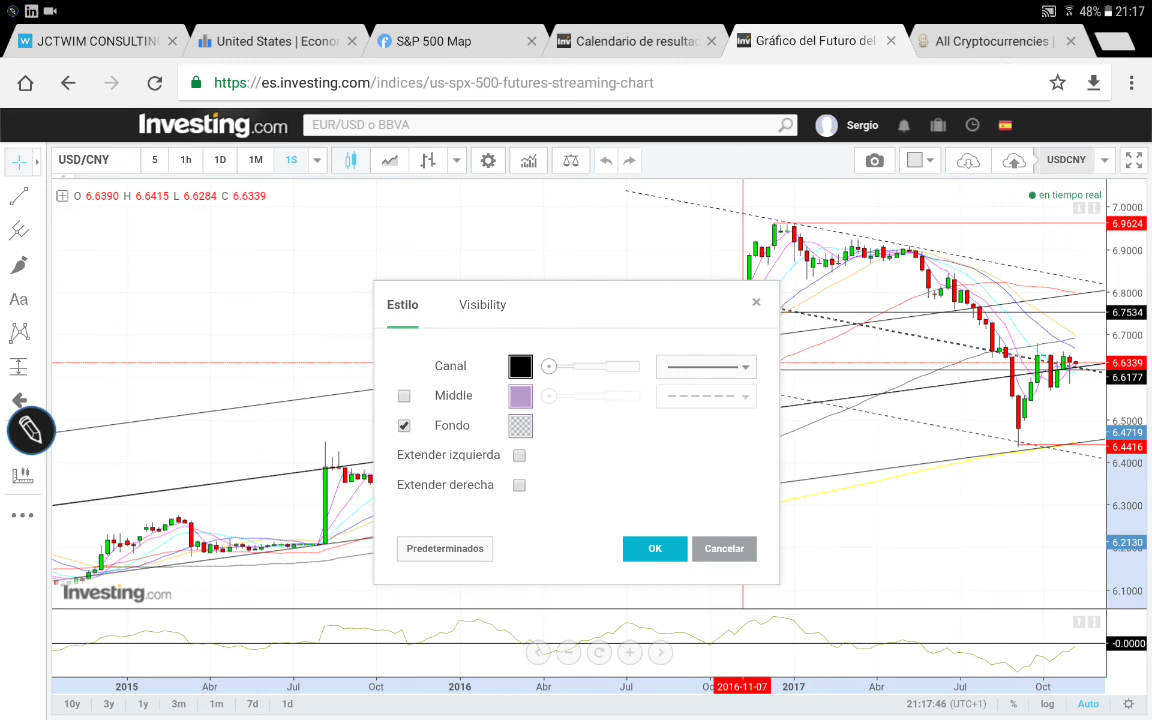 48% 21:17
JCTWIM CONSULTIN
United States | Econor
S&P 500 Map
Calendario de resulta
Gráfico del Futuro del
All Cryptocurrencies |
https://es.investing.com/indices/us-spx-500-futures-streaming-chart
Investing.com
EUR/USD o BBVA
Sergio
USD/CNY 5 1h 1D 1M 1S
USDCNY
O 6.6390 H 6.6415 L 6.6284 C 6.6339
en tiempo real
7.0000
6.9624
6.9000
6.8000
6.7534
6.7000
6.6339
6.6177
6.5000
6.4719
6.4416
6.4000
6.3000
6.2130
6.1000
Aa
Estilo Visibility
Canal
Middle
Fondo
Extender izquierda
Extender derecha
Predeterminados OK Cancelar
Investing.com
-0.0000
2015 Abr Jul Oct 2016 Abr Jul 2016-11-07 2017 Abr Jul Oct
10y 3y 1y 3m 1m 7d 1d
21:17:46 (UTC+1) % log Auto